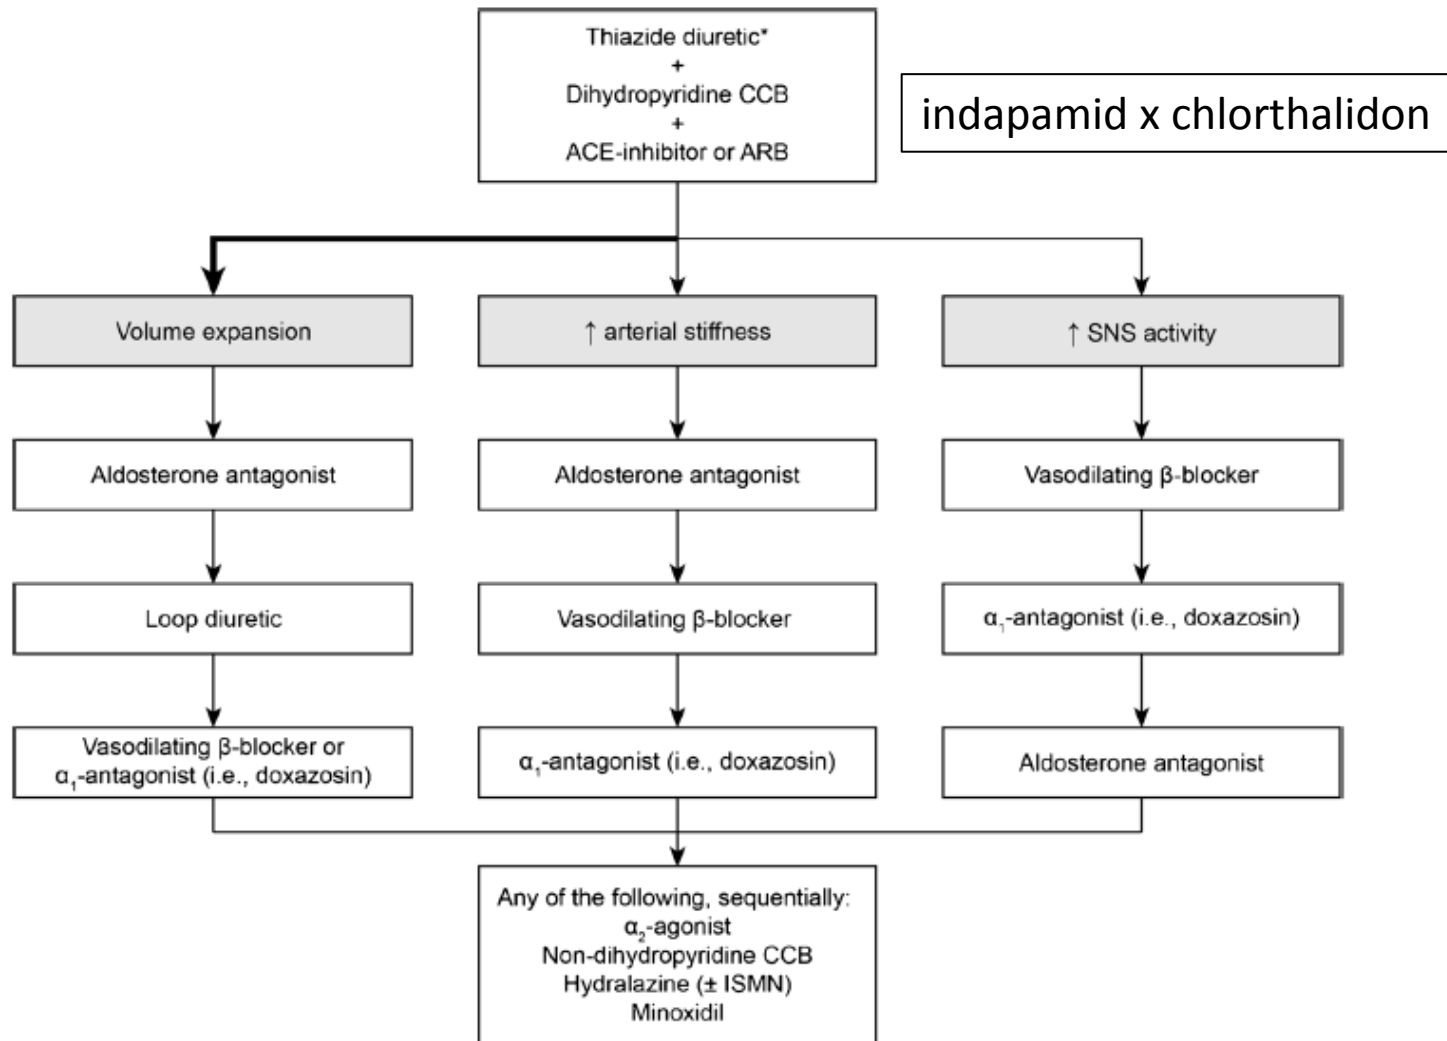 Thiazide diuretic*
+
Dihydropyridine CCB
+
ACE-inhibitor or ARB
indapamid x chlorthalidon
Volume expansion
↑ arterial stiffness
↑ SNS activity
Aldosterone antagonist
Aldosterone antagonist
Vasodilating β-blocker
Loop diuretic
Vasodilating β-blocker
α₁-antagonist (i.e., doxazosin)
Vasodilating β-blocker or
α₁-antagonist (i.e., doxazosin)
α₁-antagonist (i.e., doxazosin)
Aldosterone antagonist
Any of the following, sequentially:
α₂-agonist
Non-dihydropyridine CCB
Hydralazine (± ISMN)
Minoxidil